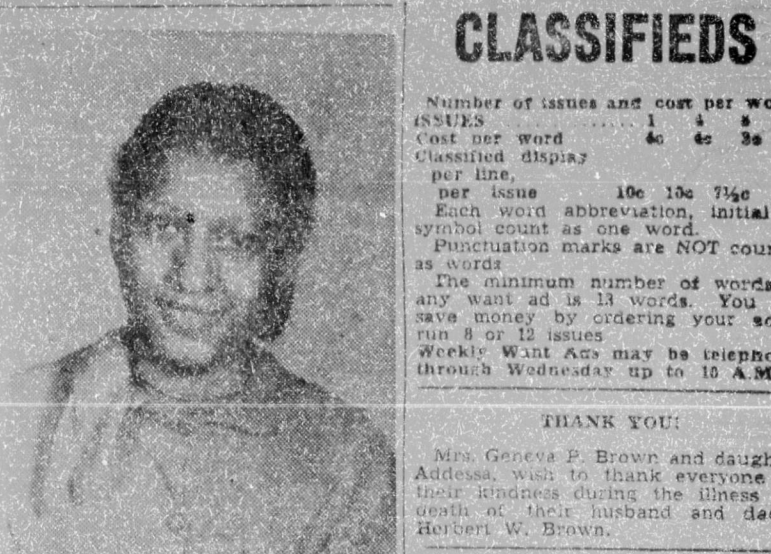 CLASSIFIEDS
Number of issues and cost per wo
ISSUES .............. 1 4 8
Cost per word 4c 4c 3c
Classified display
per line,
per issue 10c 10c 7½c
Each word abbreviation, initial
symbol count as one word.
Punctuation marks are NOT coun
as words
The minimum number of words
any want ad is 13 words. You
save money by ordering your
run 8 or 12 issues
Weekly Want Ads may be telepho
through Wednesday up to 10 A.M
THANK YOU!
Mrs. Geneva P. Brown and daugh
Addessa, wish to thank everyone
their kindness during the illness
death of their husband and dad
Herbert W. Brown.